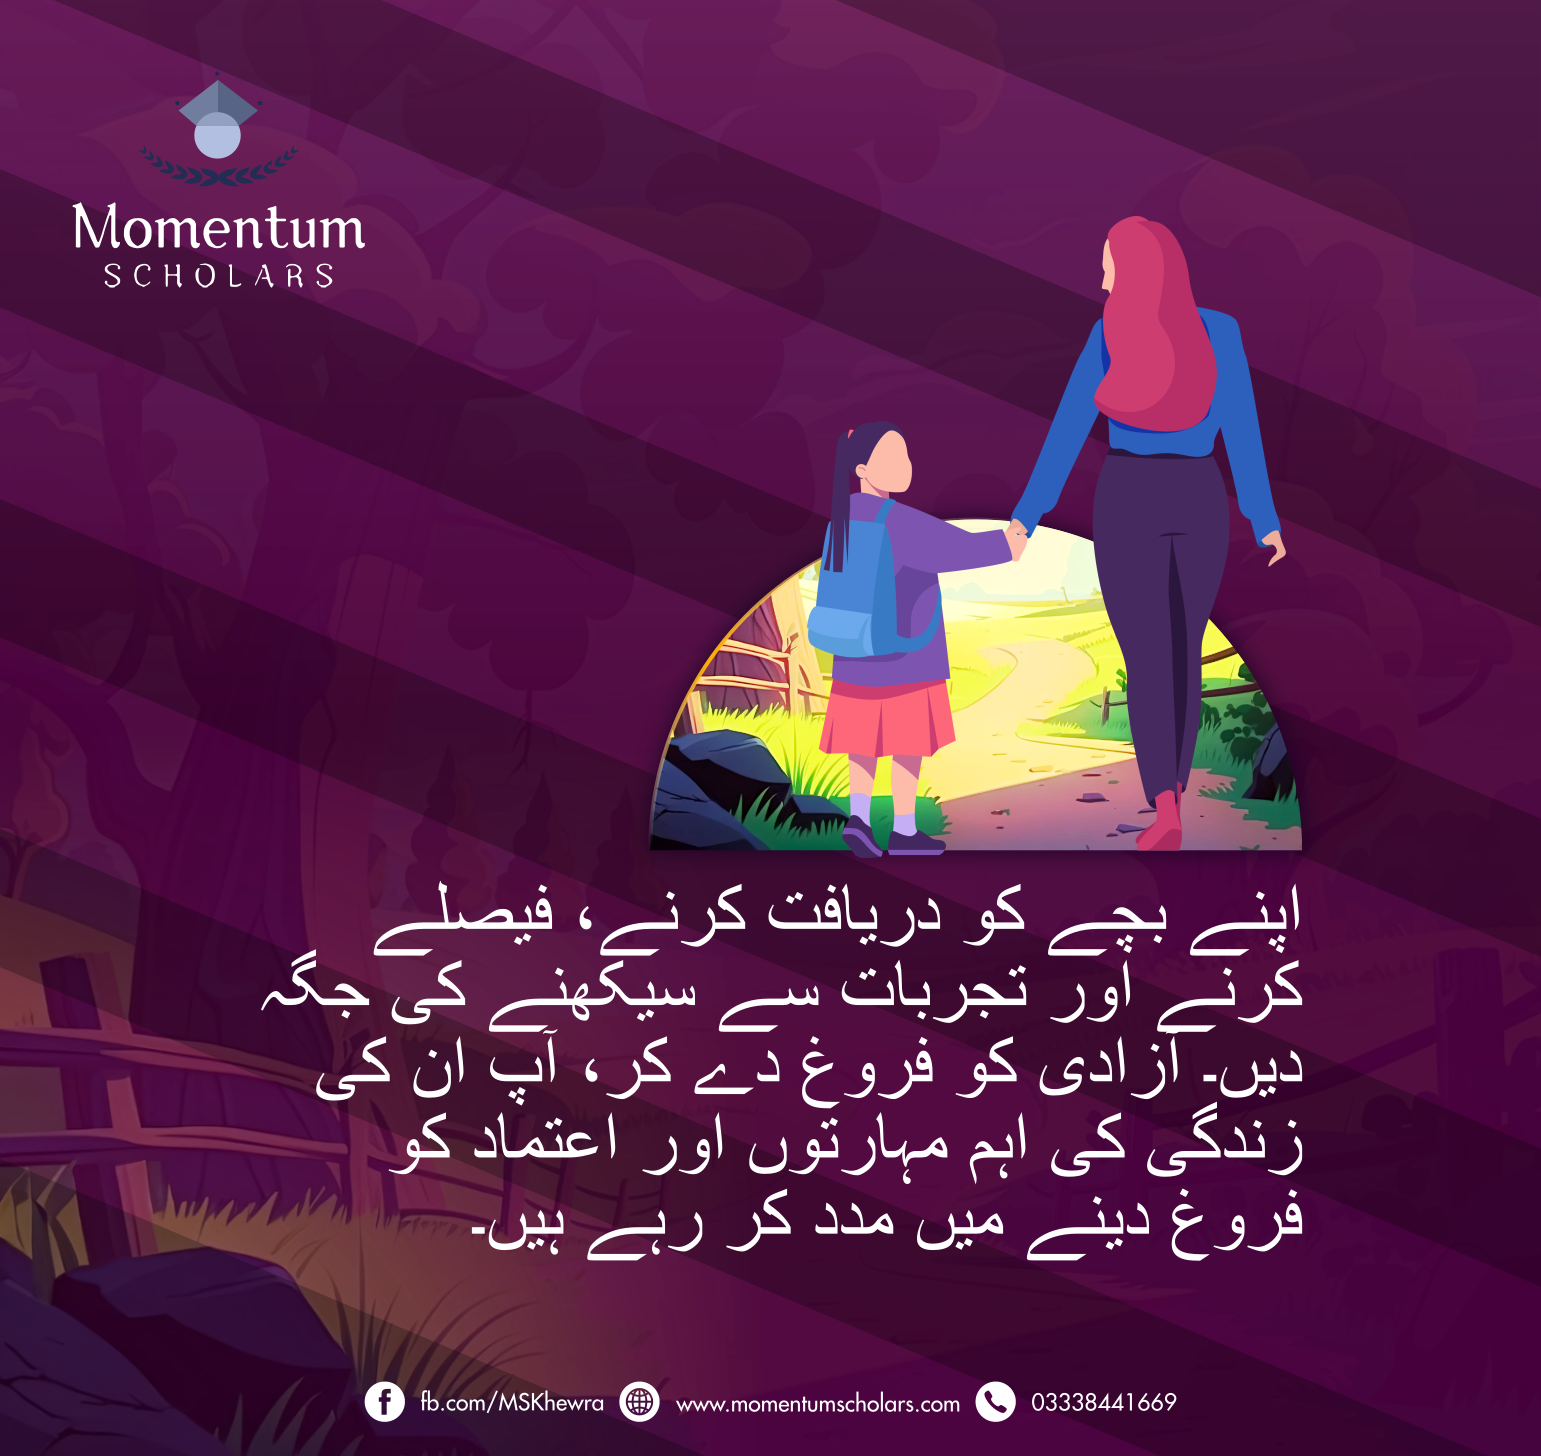 Momentum
SCHOLARS
اپنے بچے کو دریافت کرنے، فیصلے
کرنے اور تجربات سے سیکھنے کی جگہ
دیں۔ آزادی کو فروغ دے کر، آپ ان کی
زندگی کی اہم مہارتوں اور اعتماد کو
فروغ دینے میں مدد کر رہے ہیں۔
fb.com/MSKhewra www.momentumscholars.com 03338441669